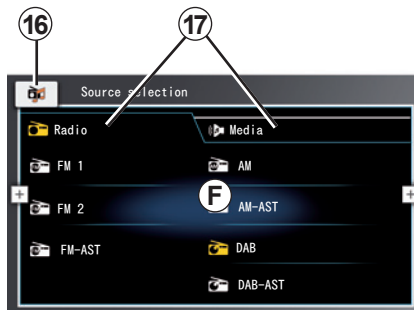 16 17
Source selection
Radio Media
FM 1 AM
FM 2 F AM-AST
FM-AST DAB
DAB-AST